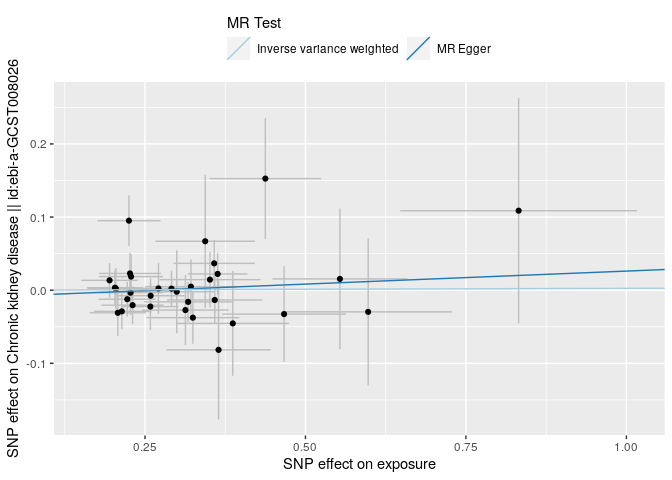 MR Test
Inverse variance weighted
MR Egger
SNP effect on Chronic kidney disease || id:ebi-a-GCST008026
0.2
0.1
0.0
-0.1
0.25
0.50
0.75
1.00
SNP effect on exposure